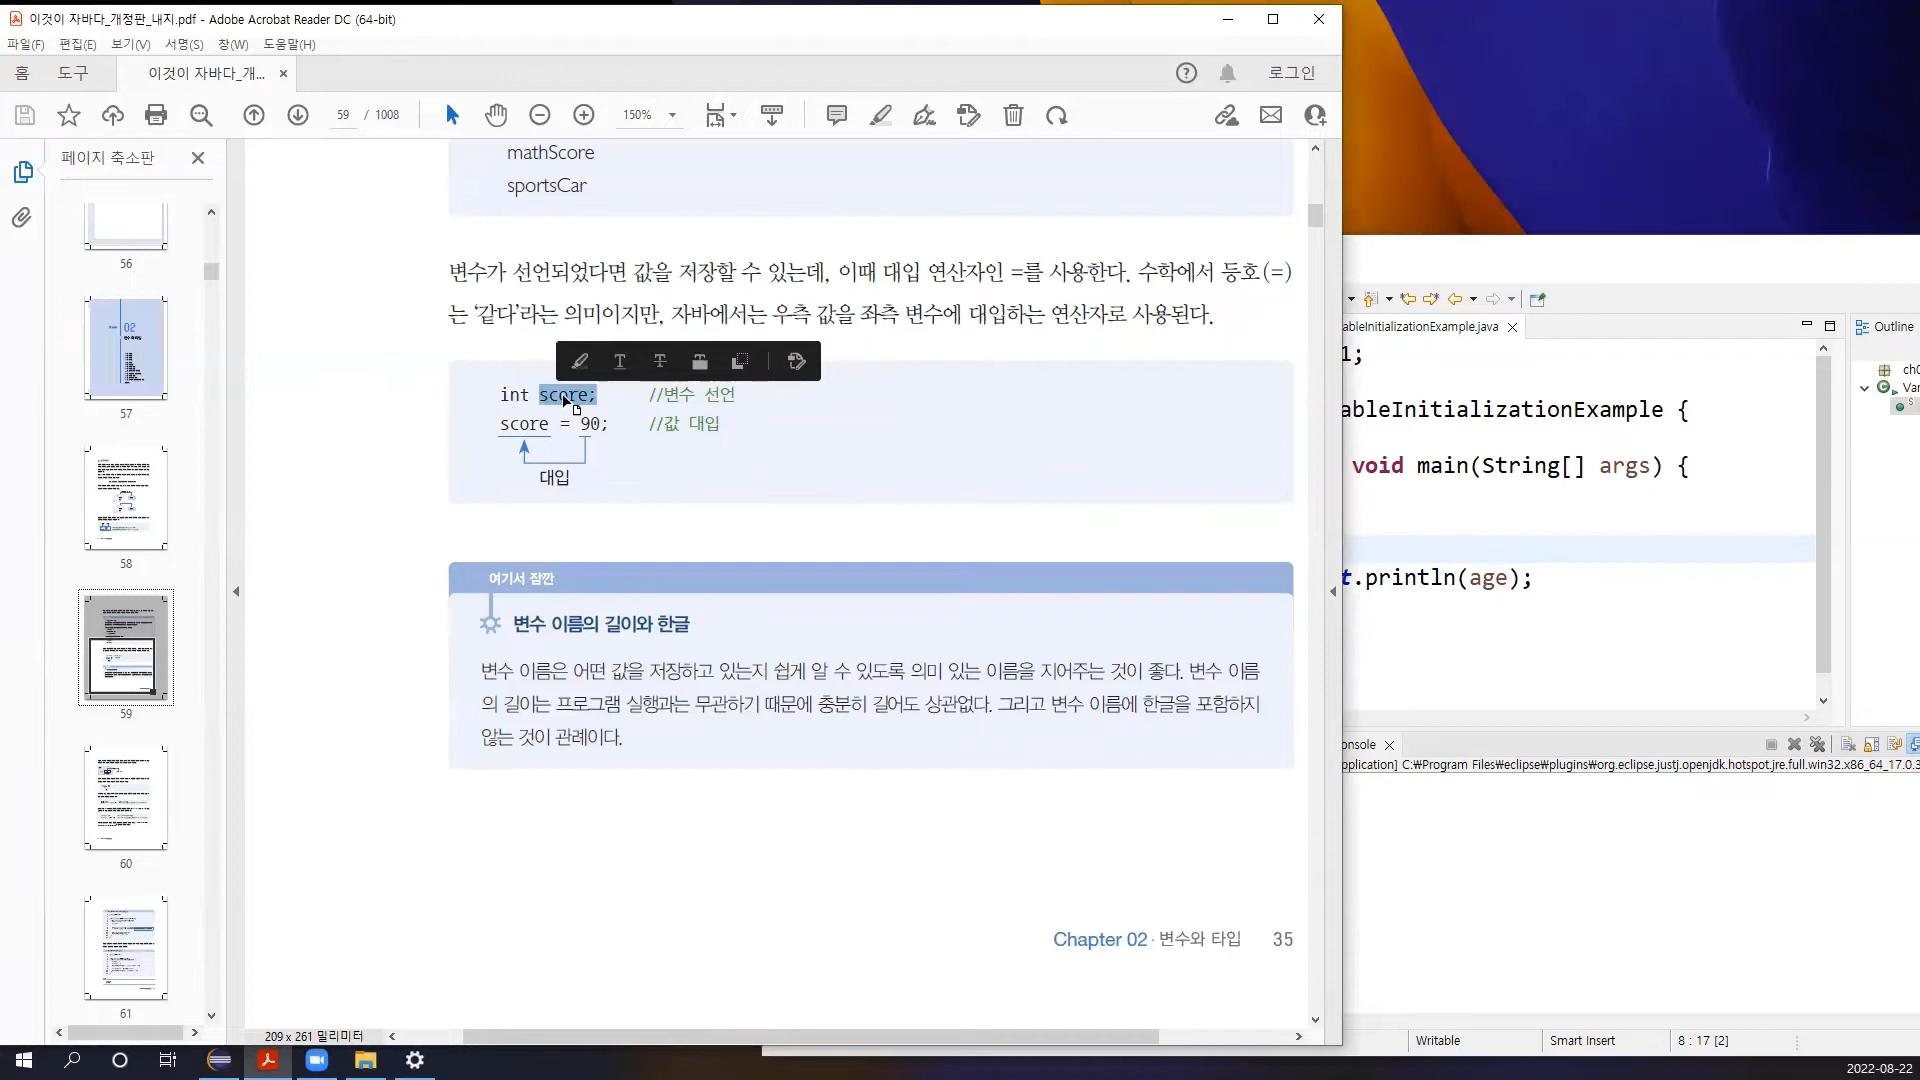 이것이 자바다_개정판_내지.pdf - Adobe Acrobat Reader DC (64-bit)
파일(F) 편집(E) 보기(V) 서명(S) 창(W) 도움말(H)
홈 도구 이것이 자바다_개... 로그인
59 / 1008 150%
페이지 축소판
56
57
58
59
60
61
mathScore
sportsCar
변수가 선언되었다면 값을 저장할 수 있는데, 이때 대입 연산자인 =를 사용한다. 수학에서 등호(=)
는 '같다'라는 의미이지만, 자바에서는 우측 값을 좌측 변수에 대입하는 연산자로 사용된다.
int score; //변수 선언
score = 90; //값 대입
대입
여기서 잠깐
변수 이름의 길이와 한글
변수 이름은 어떤 값을 저장하고 있는지 쉽게 알 수 있도록 의미 있는 이름을 지어주는 것이 좋다. 변수 이름
의 길이는 프로그램 실행과는 무관하기 때문에 충분히 길어도 상관없다. 그리고 변수 이름에 한글을 포함하지
않는 것이 관례이다.
Chapter 02 · 변수와 타입 35
209 x 261 밀리미터
ableInitializationExample.java
Outline
1;
ch0
Var
S
ableInitializationExample {
void main(String[] args) {
t.println(age);
onsole
pplication] C:₩Program Files₩eclipse₩plugins₩org.eclipse.justj.openjdk.hotspot.jre.full.win32.x86_64_17.0.3
Writable Smart Insert 8 : 17 [2]
2022-08-22